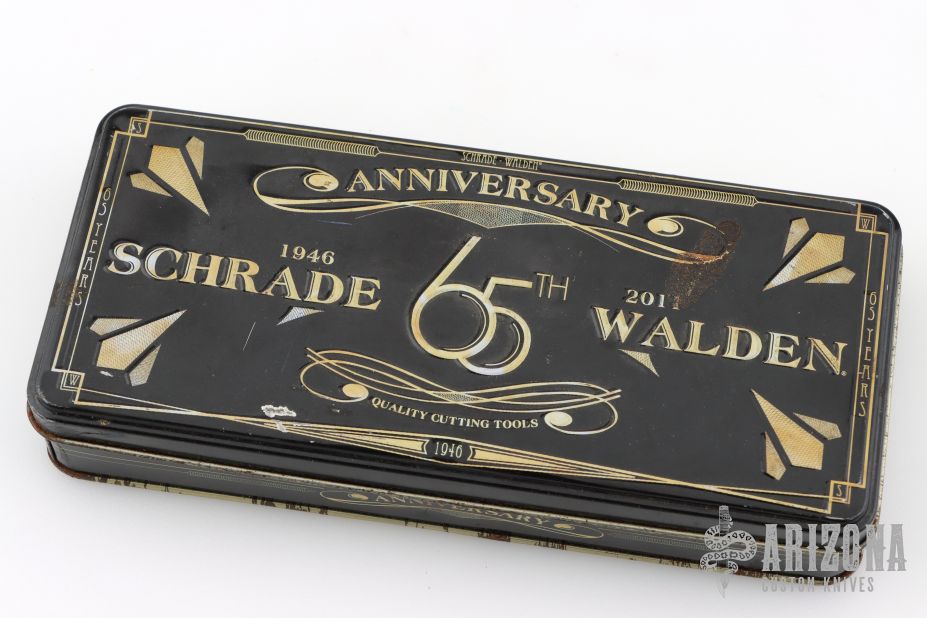 SCHRADE · WALDEN
ANNIVERSARY
S
W
65 YEARS
1946
SCHRADE
65TH
201
WALDEN®
65 YEARS
QUALITY CUTTING TOOLS
W
1946
S
ANNIVERSARY
ARIZONA
CUSTOM KNIVES